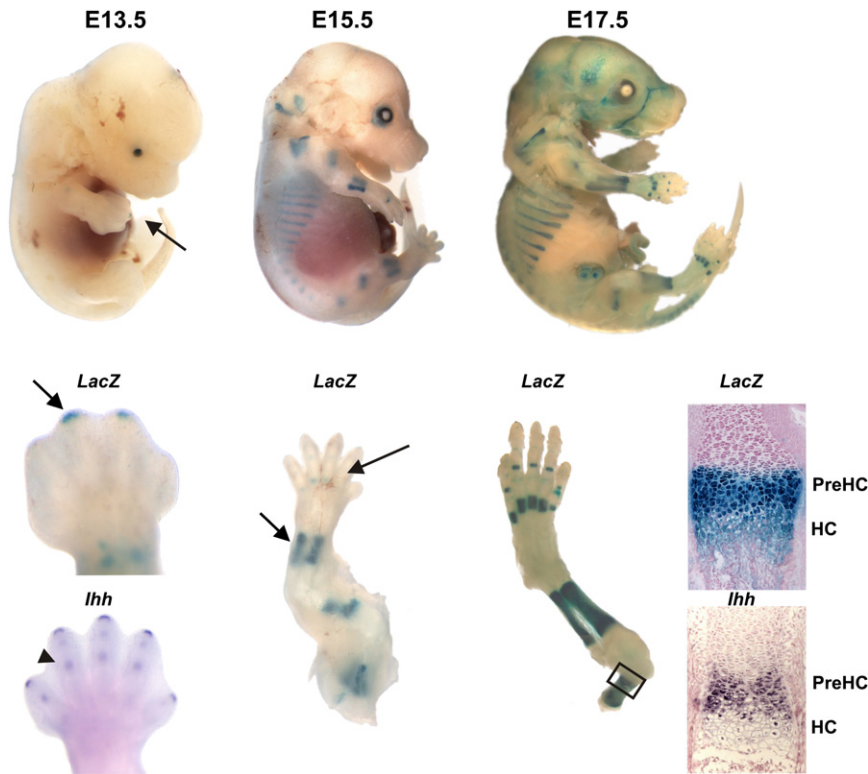 E13.5
E15.5
E17.5
LacZ
LacZ
LacZ
LacZ
PreHC
HC
Ihh
Ihh
PreHC
HC